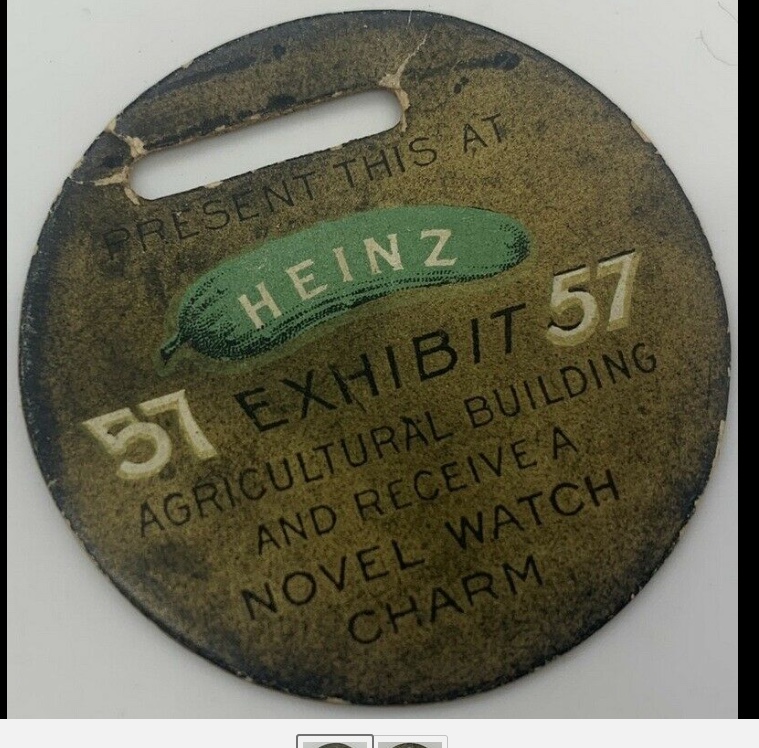 PRESENT THIS AT
HEINZ
57 EXHIBIT 57
AGRICULTURAL BUILDING
AND RECEIVE A
NOVEL WATCH
CHARM